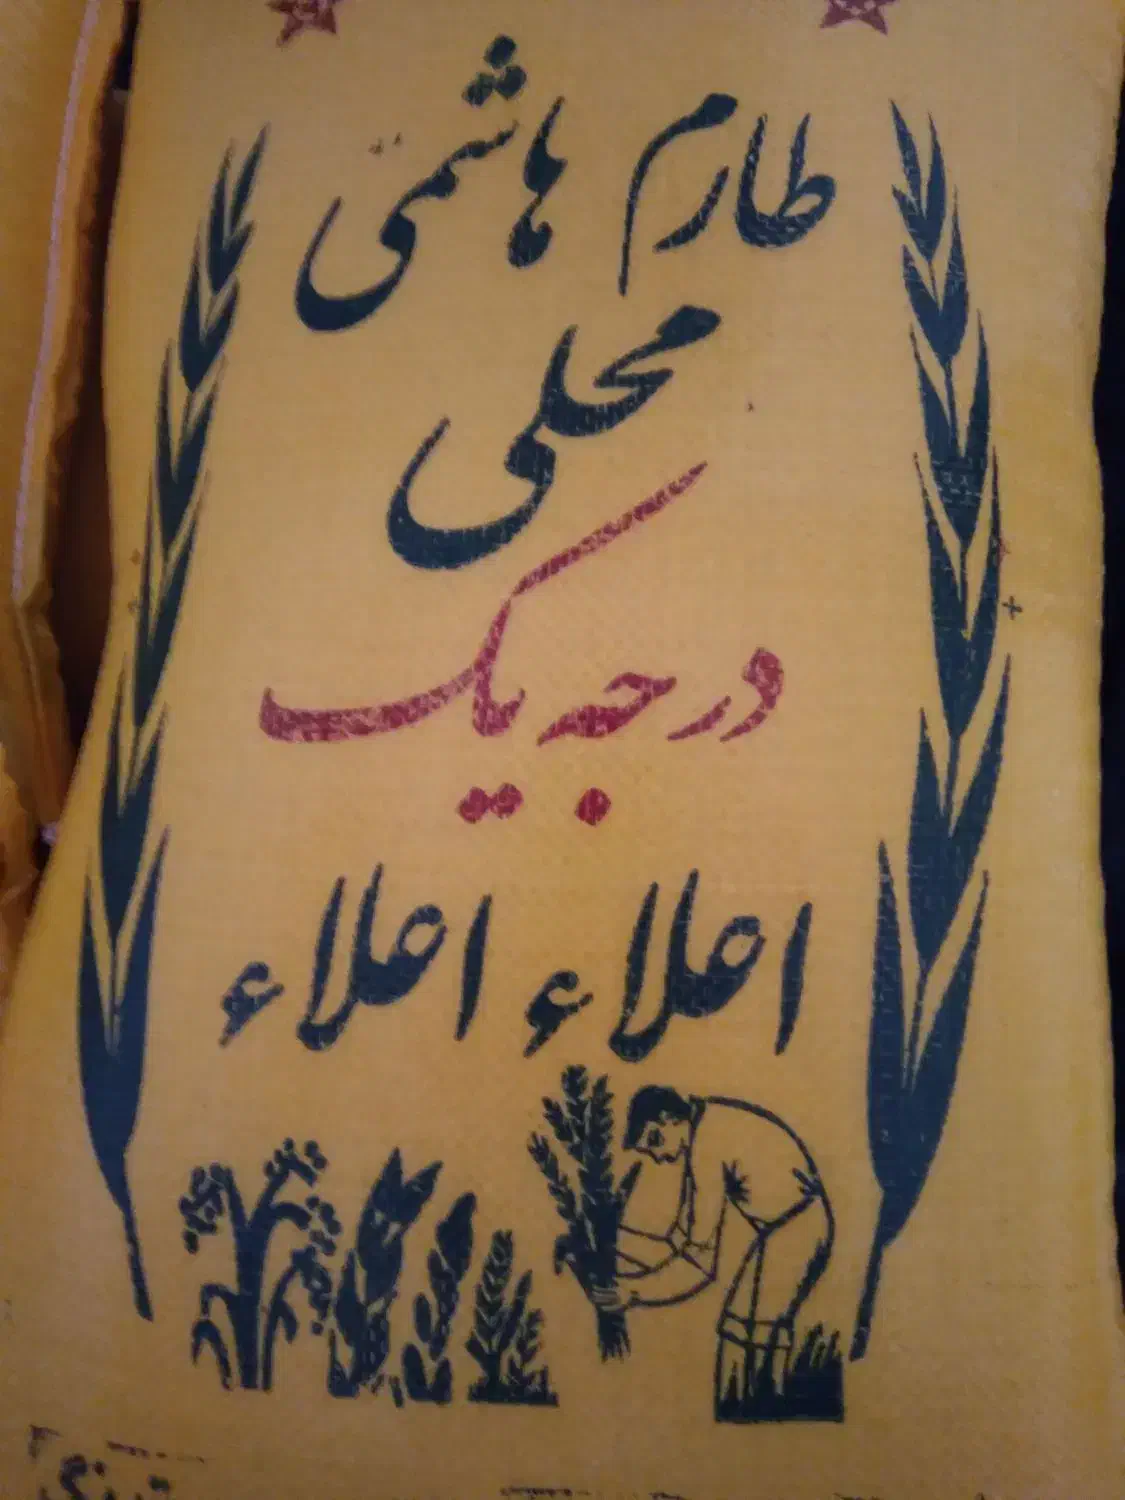 طارم هاشمی
محلی
درجه یک
اعلاء اعلاء